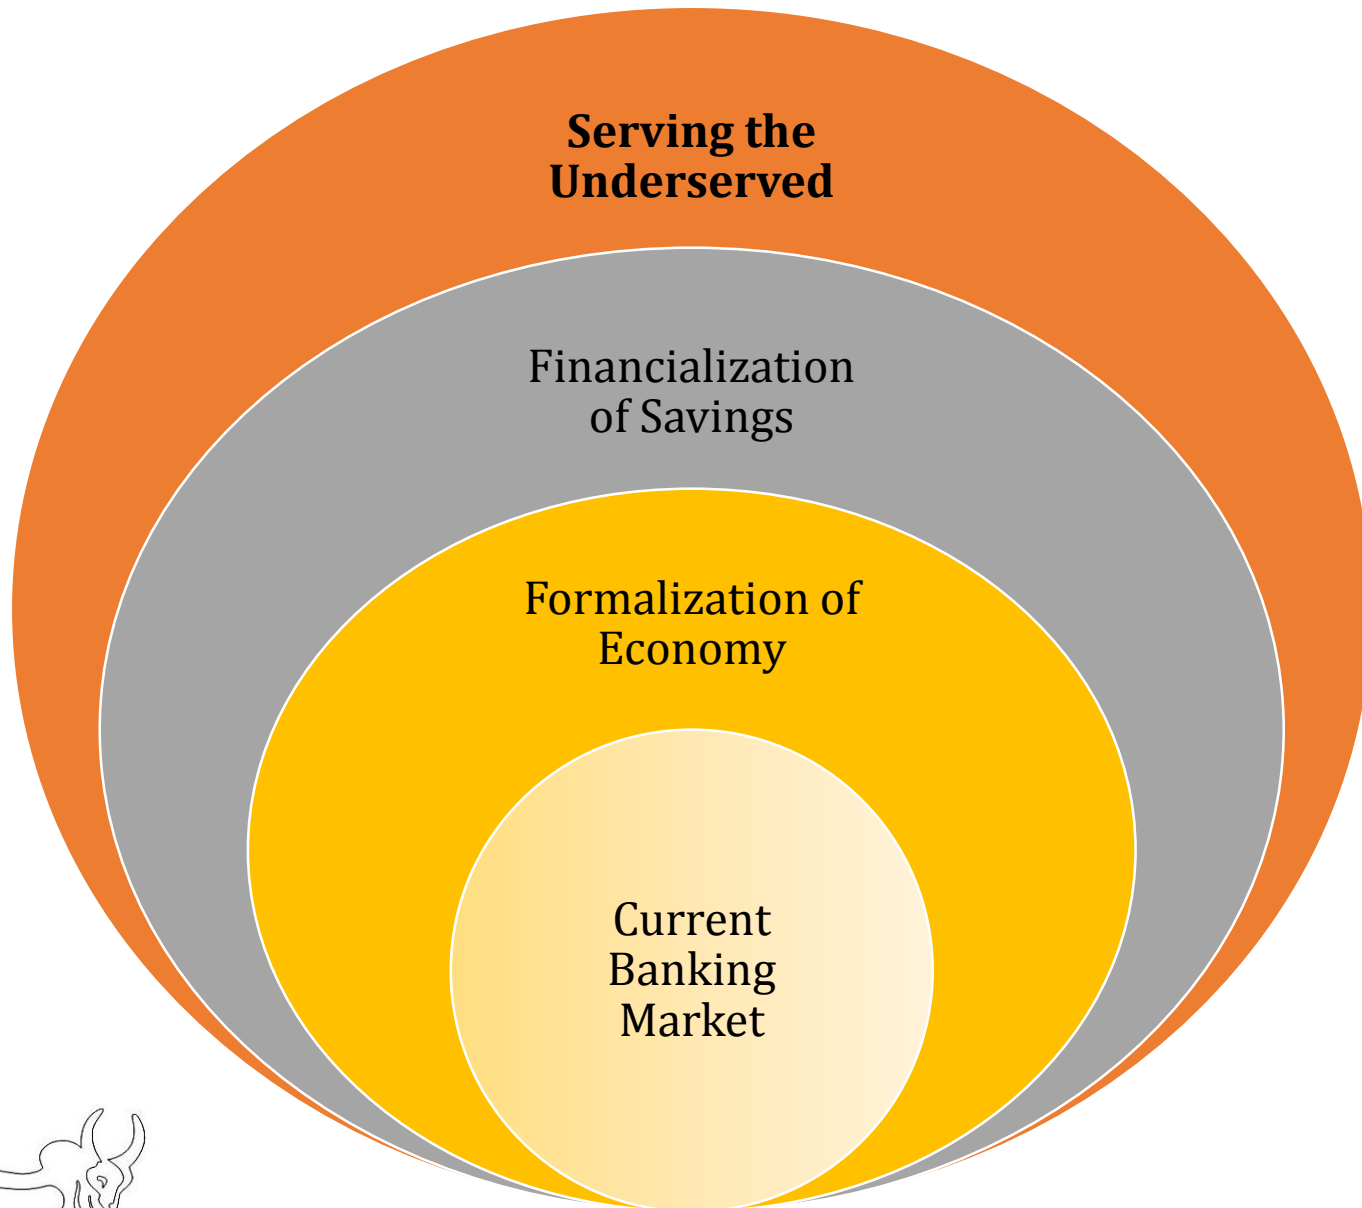 Serving the
Underserved
Financialization
of Savings
Formalization of
Economy
Current
Banking
Market